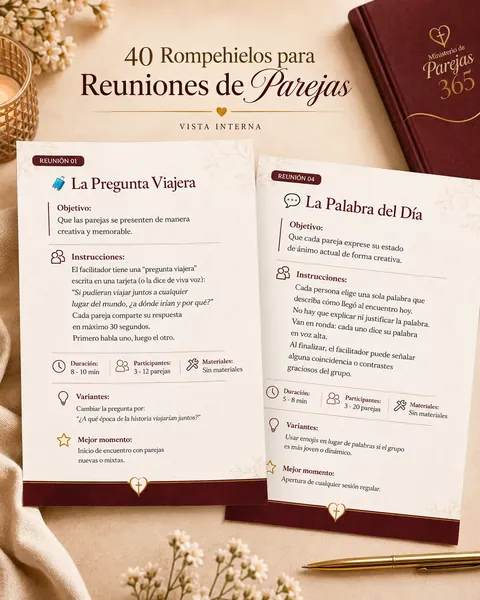 40 Rompehielos para
Reuniones de Parejas
VISTA INTERNA
Ministerio de
Parejas
365
REUNIÓN 01
La Pregunta Viajera
Objetivo:
Que las parejas se presenten de manera
creativa y memorable.
Instrucciones:
El facilitador tiene una “pregunta viajera”
escrita en una tarjeta (o la dice de viva voz):
“Si pudieran viajar juntos a cualquier
lugar del mundo, ¿a dónde irían y por qué?”
Cada pareja comparte su respuesta
en máximo 30 segundos.
Primero habla uno, luego el otro.
Duración:
8 - 10 min
Participantes:
3 - 12 parejas
Materiales:
Sin materiales
Variantes:
Cambiar la pregunta por:
“¿A qué época de la historia viajarían juntos?”
Mejor momento:
Inicio de encuentro con parejas
nuevas o mixtas.
REUNIÓN 04
La Palabra del Día
Objetivo:
Que cada pareja exprese su estado
de ánimo actual de forma creativa.
Instrucciones:
Cada persona elige una sola palabra que
describa cómo llegó al encuentro hoy.
No hay que explicar ni justificar la palabra.
Van en ronda: cada uno dice su palabra
en voz alta.
Al finalizar, el facilitador puede señalar
alguna coincidencia o contrastes
graciosos del grupo.
Duración:
5 - 8 min
Participantes:
3 - 20 parejas
Materiales:
Sin materiales
Variantes:
Usar emojis en lugar de palabras si el grupo
es más joven o dinámico.
Mejor momento:
Apertura de cualquier sesión regular.